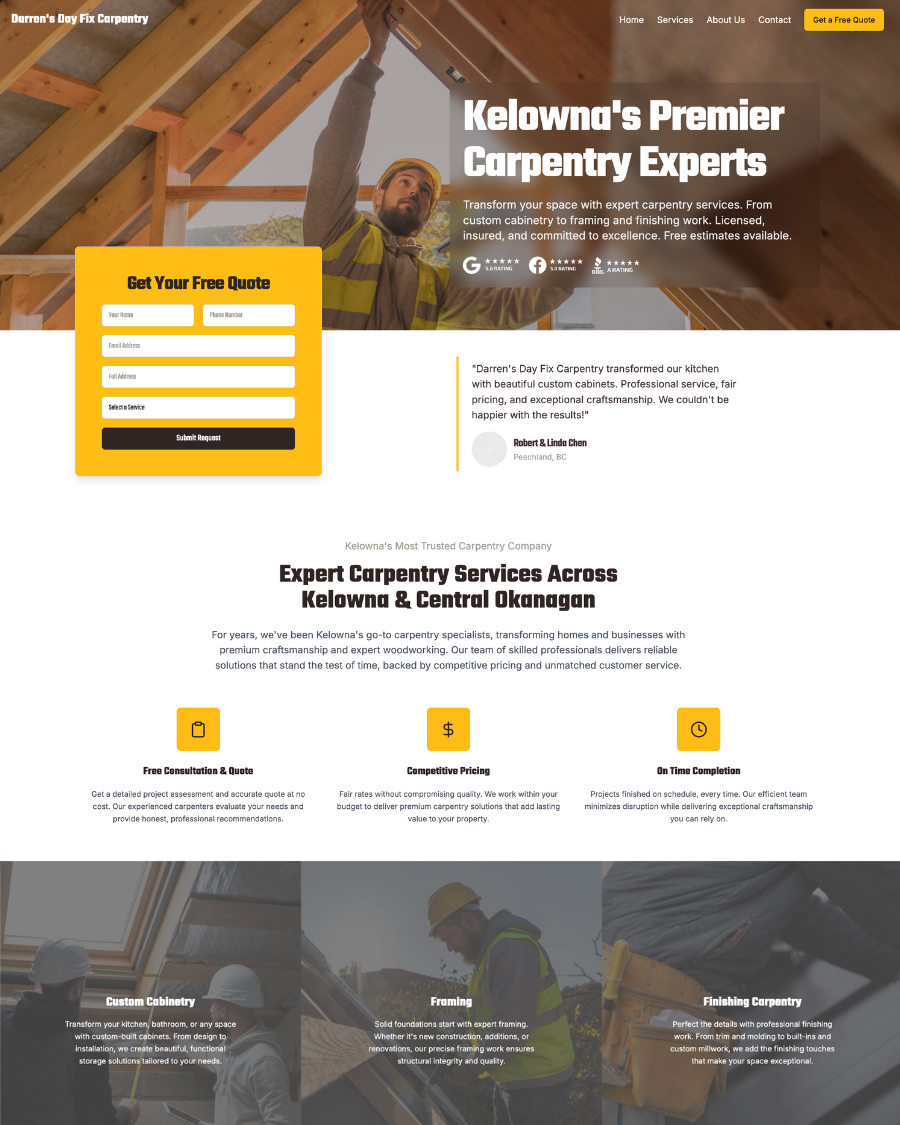 Darren's Day Fix Carpentry
Home Services About Us Contact Get a Free Quote
Kelowna's Premier
Carpentry Experts
Transform your space with expert carpentry services. From
custom cabinetry to framing and finishing work. Licensed,
insured, and committed to excellence. Free estimates available.
G ★★★★★ 5.0 RATING f ★★★★★ 5.0 RATING BBB. ★★★★★ A RATING
Get Your Free Quote
Your Name Phone Number
Email Address
Full Address
Select a Service
Submit Request
"Darren's Day Fix Carpentry transformed our kitchen
with beautiful custom cabinets. Professional service, fair
pricing, and exceptional craftsmanship. We couldn't be
happier with the results!"
Robert & Linda Chen
Peachland, BC
Kelowna's Most Trusted Carpentry Company
Expert Carpentry Services Across
Kelowna & Central Okanagan
For years, we've been Kelowna's go-to carpentry specialists, transforming homes and businesses with
premium craftsmanship and expert woodworking. Our team of skilled professionals delivers reliable
solutions that stand the test of time, backed by competitive pricing and unmatched customer service.
Free Consultation & Quote
Get a detailed project assessment and accurate quote at no
cost. Our experienced carpenters evaluate your needs and
provide honest, professional recommendations.
$
Competitive Pricing
Fair rates without compromising quality. We work within your
budget to deliver premium carpentry solutions that add lasting
value to your property.
On Time Completion
Projects finished on schedule, every time. Our efficient team
minimizes disruption while delivering exceptional craftsmanship
you can rely on.
Custom Cabinetry
Transform your kitchen, bathroom, or any space
with custom-built cabinets. From design to
installation, we create beautiful, functional
storage solutions tailored to your needs.
Framing
Solid foundations start with expert framing.
Whether it's new construction, additions, or
renovations, our precise framing work ensures
structural integrity and quality.
Finishing Carpentry
Perfect the details with professional finishing
work. From trim and molding to built-ins and
custom millwork, we add the finishing touches
that make your space exceptional.